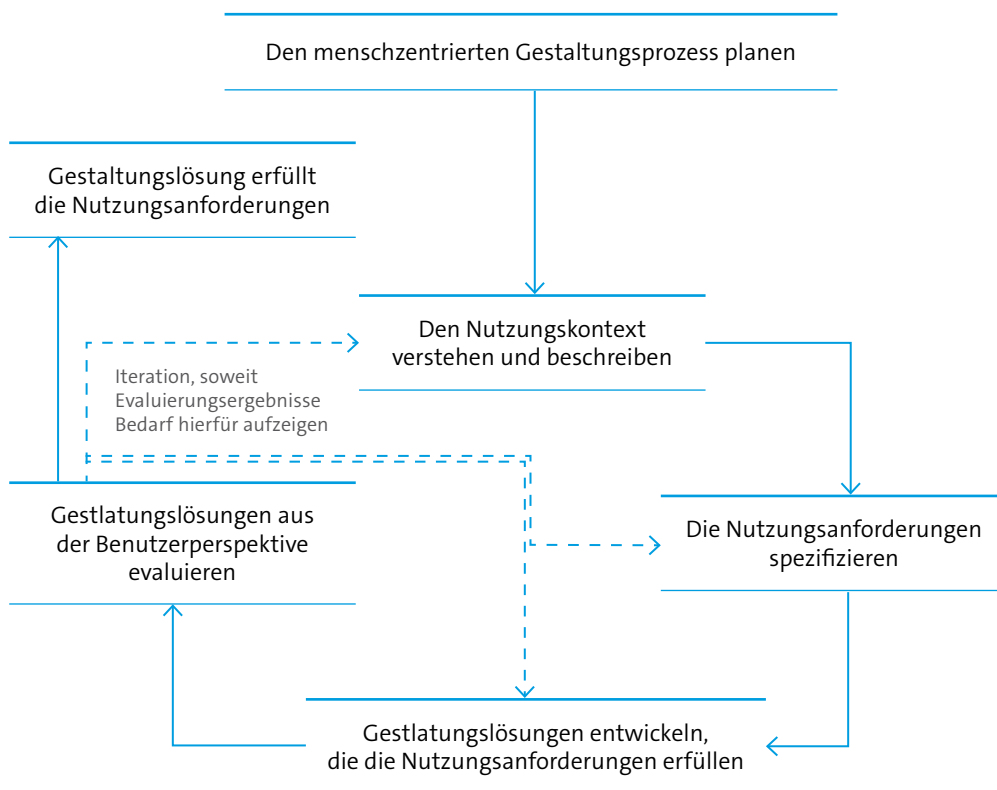 Den menschzentrierten Gestaltungsprozess planen
Gestaltungslösung erfüllt
die Nutzungsanforderungen
Den Nutzungskontext
verstehen und beschreiben
Iteration, soweit
Evaluierungsergebnisse
Bedarf hierfür aufzeigen
Gestlatungslösungen aus
der Benutzerperspektive
evaluieren
Die Nutzungsanforderungen
spezifizieren
Gestlatungslösungen entwickeln,
die die Nutzungsanforderungen erfüllen